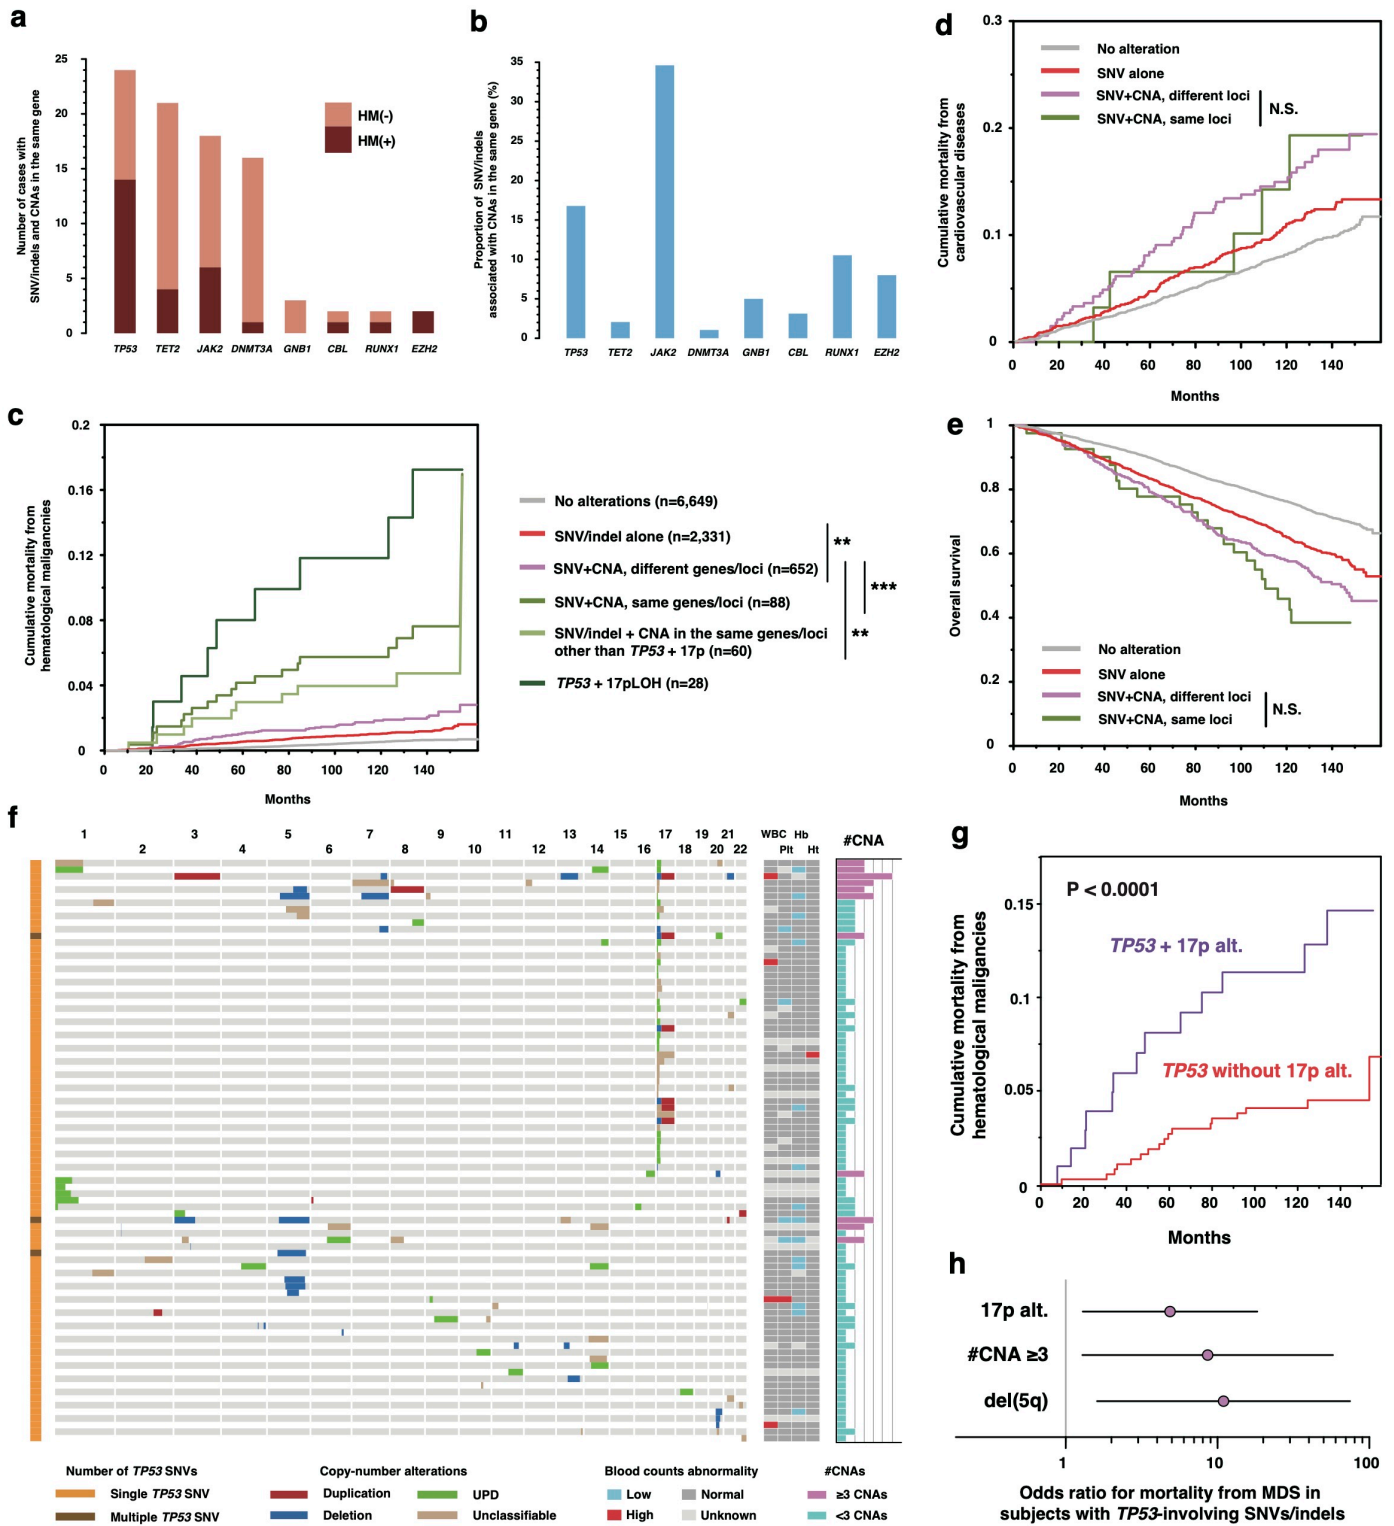 a
Number of cases with
SNV/indels and CNAs in the same gene
25
20
15
10
5
0
HM(-)
HM(+)
TP53 TET2 JAK2 DNMT3A GNB1 CBL RUNX1 EZH2
b
Proportion of SNV/indels
associated with CNAs in the same gene (%)
35
30
25
20
15
10
5
0
TP53 TET2 JAK2 DNMT3A GNB1 CBL RUNX1 EZH2
c
Cumulative mortality from
hematological maligancnies
0.2
0.16
0.12
0.08
0.04
0
0 20 40 60 80 100 120 140
Months
No alterations (n=6,649)
SNV/indel alone (n=2,331)
SNV+CNA, different genes/loci (n=652)
SNV+CNA, same genes/loci (n=88)
SNV/indel + CNA in the same genes/loci
other than TP53 + 17p (n=60)
TP53 + 17pLOH (n=28)
**
***
**
d
Cumulative mortality from
cardiovascular diseases
0.3
0.2
0.1
0
No alteration
SNV alone
SNV+CNA, different loci
SNV+CNA, same loci
N.S.
0 20 40 60 80 100 120 140
Months
e
Overall survival
1
0.8
0.6
0.4
0.2
0
No alteration
SNV alone
SNV+CNA, different loci
SNV+CNA, same loci
N.S.
0 20 40 60 80 100 120 140
Months
f
1 3 5 7 9 11 13 15 17 19 21
2 4 6 8 10 12 14 16 18 20 22
WBC Hb
Plt Ht
#CNA
Number of TP53 SNVs
Single TP53 SNV
Multiple TP53 SNV
Copy-number alterations
Duplication
Deletion
UPD
Unclassifiable
Blood counts abnormality
Low
High
Normal
Unknown
#CNAs
≥3 CNAs
<3 CNAs
g
Cumulative mortality from
hematological maligancies
0.15
0.1
0.05
0
P < 0.0001
TP53 + 17p alt.
TP53 without 17p alt.
0 20 40 60 80 100 120 140
Months
h
17p alt.
#CNA ≥3
del(5q)
1 10 100
Odds ratio for mortality from MDS in
subjects with TP53-involving SNVs/indels